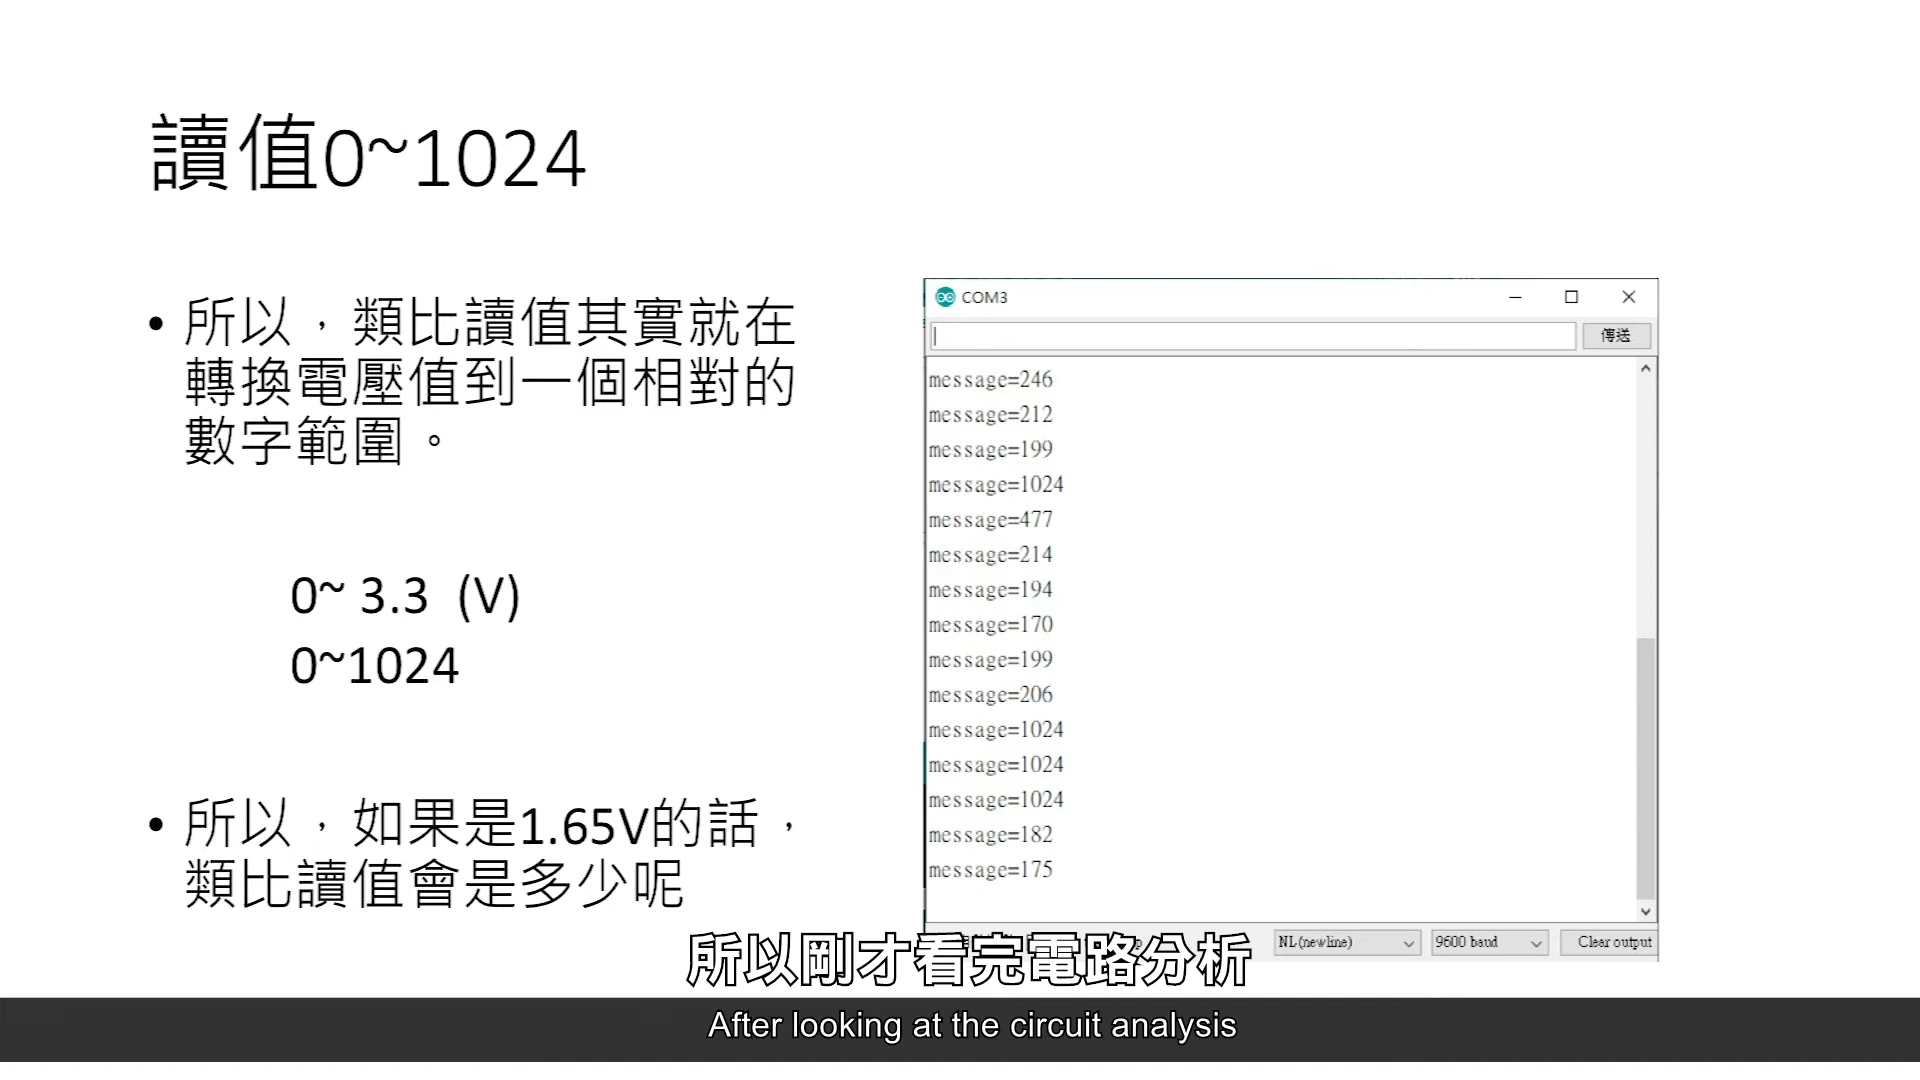 讀值0~1024
• 所以，類比讀值其實就在
轉換電壓值到一個相對的
數字範圍。
0~ 3.3 (V)
0~1024
• 所以，如果是1.65V的話，
類比讀值會是多少呢
COM3
傳送
message=246
message=212
message=199
message=1024
message=477
message=214
message=194
message=170
message=199
message=206
message=1024
message=1024
message=1024
message=182
message=175
NL(newline)
9600 baud
Clear output
所以剛才看完電路分析
After looking at the circuit analysis